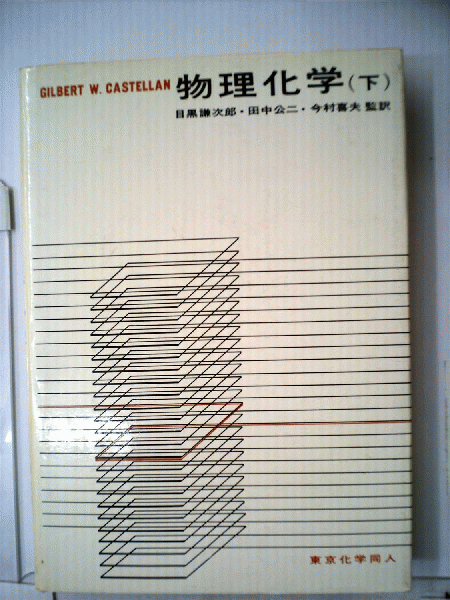 GILBERT W. CASTELLAN 物理化学(下)
目黒謙次郎・田中公二・今村喜夫 監訳
東京化学同人